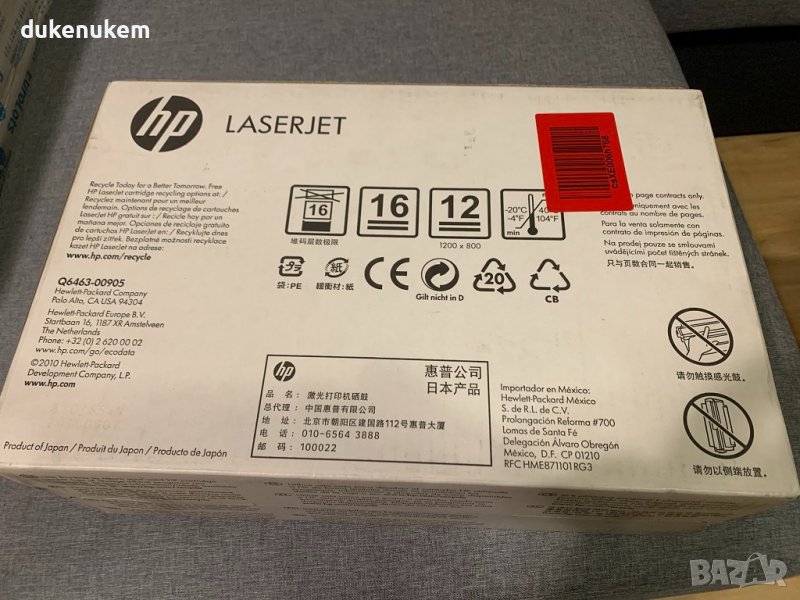 dukenukem
hp
LASERJET
csXE006h768
Recycle Today for a Better Tomorrow. Free
HP LaserJet cartridge recycling options at: /
Recyclez maintenant pour un meilleur
lendemain. Options de recyclage de cartouches
LaserJet HP gratuit sur : / Recicle hoy por un
mañana mejor. Opciones de reciclaje gratuito
de cartuchos HP LaserJet en: / Recyklujte dnes
pro lepší zítřek. Bezplatné možnosti recyklace
kazet HP LaserJet na adrese:
www.hp.com/recycle
16
堆码层数极限
16
12
1200 x 800
-20°C
-4°F
104°F
min
page contracts only.
uniquement avec les
contrats au nombre de pages.
Para la venta solamente con
contrato de impresión de páginas.
Na prodej pouze se smlouvami
uvádějícími počet tištěných stránek.
只与页数合同一起销售。
Q6463-00905
Hewlett-Packard Company
Palo Alto, CA USA 94304
Hewlett-Packard Europe B.V.
Startbaan 16, 1187 XR Amstelveen
The Netherlands
Phone: +32 (0) 2 620 00 02
www.hp.com/go/ecodata
©2010 Hewlett-Packard
Development Company, L.P.
www.hp.com
プラ
袋:PE
紙
緩衝材:紙
CE
Gilt nicht in D
20
CB
hp
惠普公司
日本产品
品 名: 激光打印机硒鼓
总代理: 中国惠普有限公司
地 址: 北京市朝阳区建国路112号惠普大厦
电 话: 010-6564 3888
邮 码: 100022
Importador en México:
Hewlett-Packard México
S. de R.L. de C.V.
Prolongación Reforma #700
Lomas de Santa Fé
Delegación Álvaro Obregón
México, D.F. CP 01210
RFC HME871101RG3
请勿触摸感光鼓.
请勿以侧端放置.
Product of Japan / Produit du Japon / Producto de Japón
BAZAR